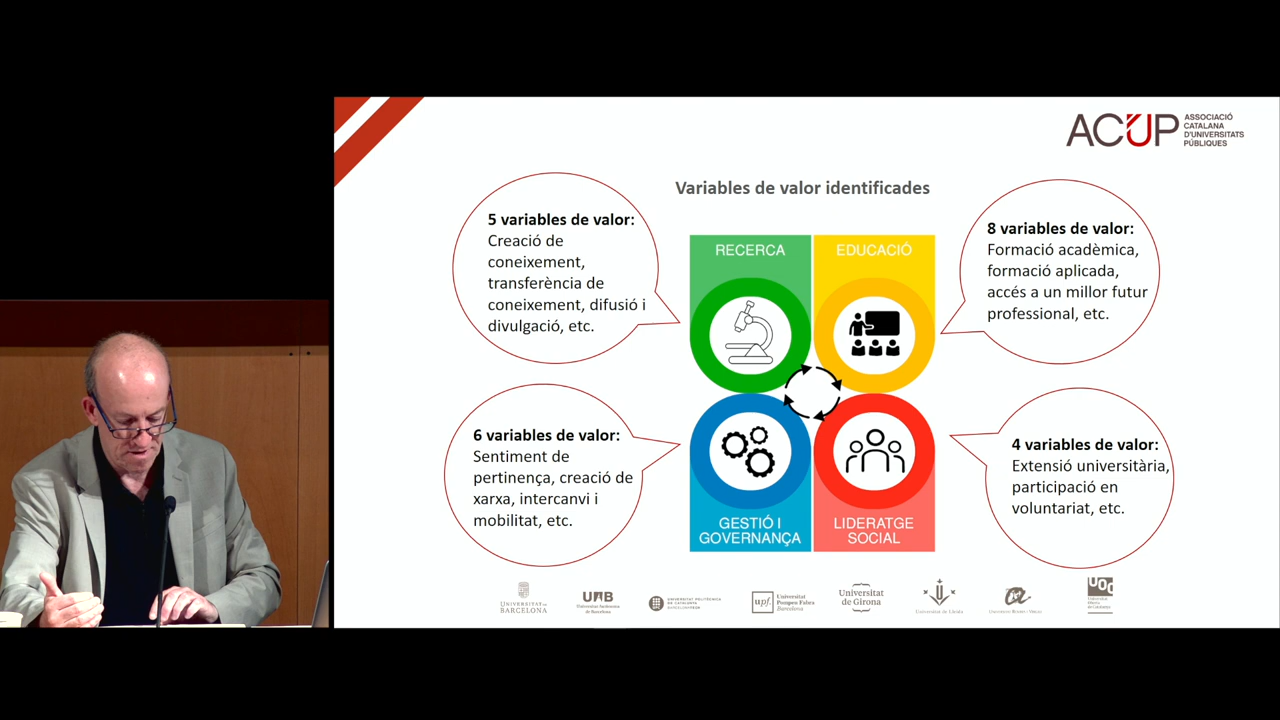 ACUP
ASSOCIACIÓ
CATALANA
D'UNIVERSITATS
PÚBLIQUES
Variables de valor identificades
5 variables de valor:
Creació de
coneixement,
transferència de
coneixement, difusió i
divulgació, etc.
RECERCA
EDUCACIÓ
8 variables de valor:
Formació acadèmica,
formació aplicada,
accés a un millor futur
professional, etc.
6 variables de valor:
Sentiment de
pertinença, creació de
xarxa, intercanvi i
mobilitat, etc.
GESTIÓ I
GOVERNANÇA
LIDERATGE
SOCIAL
4 variables de valor:
Extensió universitària,
participació en
voluntariat, etc.
UNIVERSITAT DE
BARCELONA
UAB
Universitat Autònoma
de Barcelona
UNIVERSITAT POLITÈCNICA
DE CATALUNYA
BARCELONATECH
upf.
Universitat
Pompeu Fabra
Barcelona
Universitat
de Girona
Universitat de Lleida
UOC